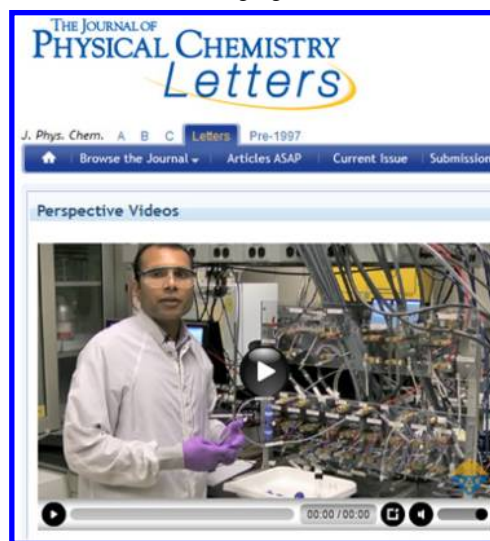 THE JOURNAL OF
PHYSICAL CHEMISTRY
Letters
J. Phys. Chem. A B C Letters Pre-1997
Browse the Journal Articles ASAP Current Issue Submission
Perspective Videos
00:00 / 00:00